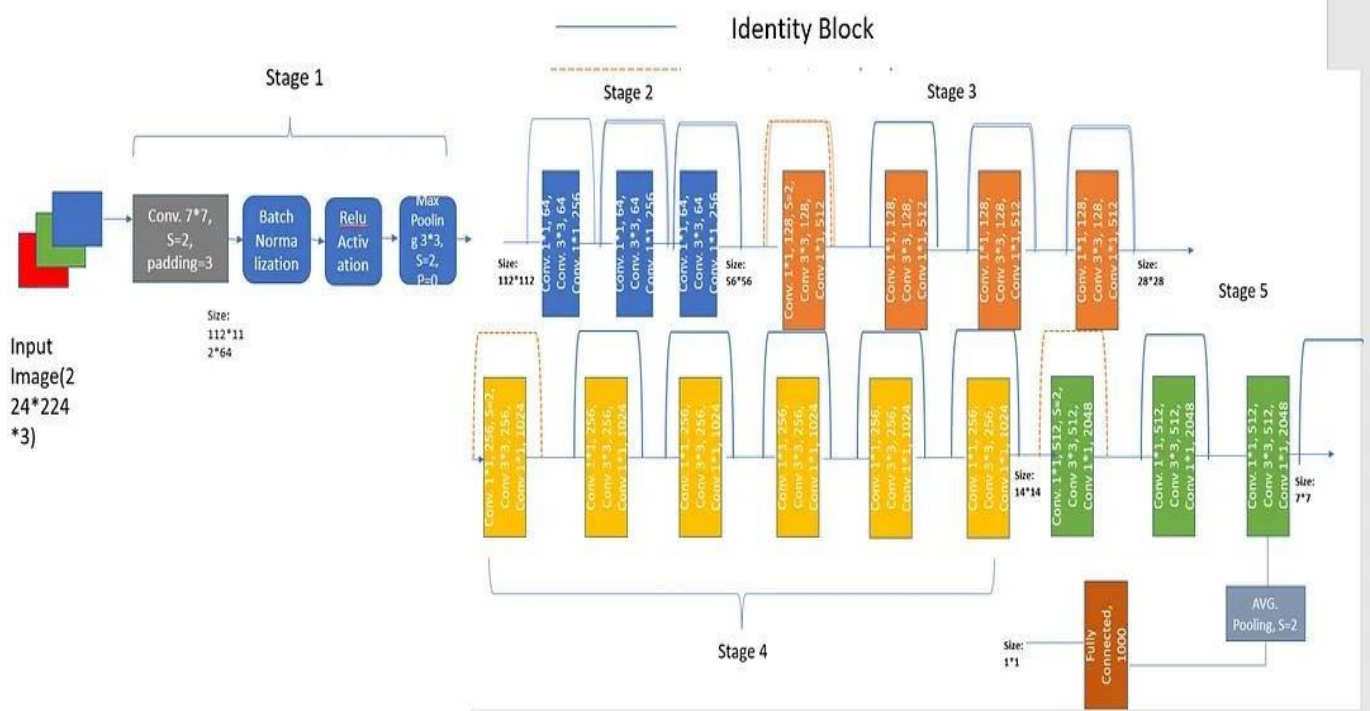 Identity Block
Stage 1
Stage 2
Stage 3
Conv. 7*7,
S=2,
padding=3
Batch
Norma
lization
Relu
Activ
ation
Max
Poolin
g 3*3,
S=2,
P=0
Size:
112*11
2*64
Input
Image(2
24*224
*3)
Size:
112*112
Conv. 1*1, 64,
Conv. 3*3, 64
Conv. 1*1, 256
Conv. 1*1, 64,
Conv. 3*3, 64
Conv. 1*1, 256
Conv. 1*1, 64,
Conv. 3*3, 64
Conv. 1*1, 256
Size:
56*56
Conv. 1*1, 128, S=2,
Conv 3*3, 128,
Conv 1*1, 512
Conv. 1*1, 128,
Conv 3*3, 128,
Conv 1*1, 512
Conv. 1*1, 128,
Conv 3*3, 128,
Conv 1*1, 512
Conv. 1*1, 128,
Conv 3*3, 128,
Conv 1*1, 512
Size:
28*28
Stage 5
Conv. 1*1, 256, S=2,
Conv 3*3, 256,
Conv 1*1, 1024
Conv. 1*1, 256,
Conv 3*3, 256,
Conv 1*1, 1024
Conv. 1*1, 256,
Conv 3*3, 256,
Conv 1*1, 1024
Conv. 1*1, 256,
Conv 3*3, 256,
Conv 1*1, 1024
Conv. 1*1, 256,
Conv 3*3, 256,
Conv 1*1, 1024
Conv. 1*1, 256,
Conv 3*3, 256,
Conv 1*1, 1024
Size:
14*14
Conv. 1*1, 512, S=2,
Conv 3*3, 512,
Conv 1*1, 2048
Conv. 1*1, 512,
Conv 3*3, 512,
Conv 1*1, 2048
Conv. 1*1, 512,
Conv 3*3, 512,
Conv 1*1, 2048
Size:
7*7
Stage 4
AVG.
Pooling, S=2
Fully
Connected,
1000
Size:
1*1